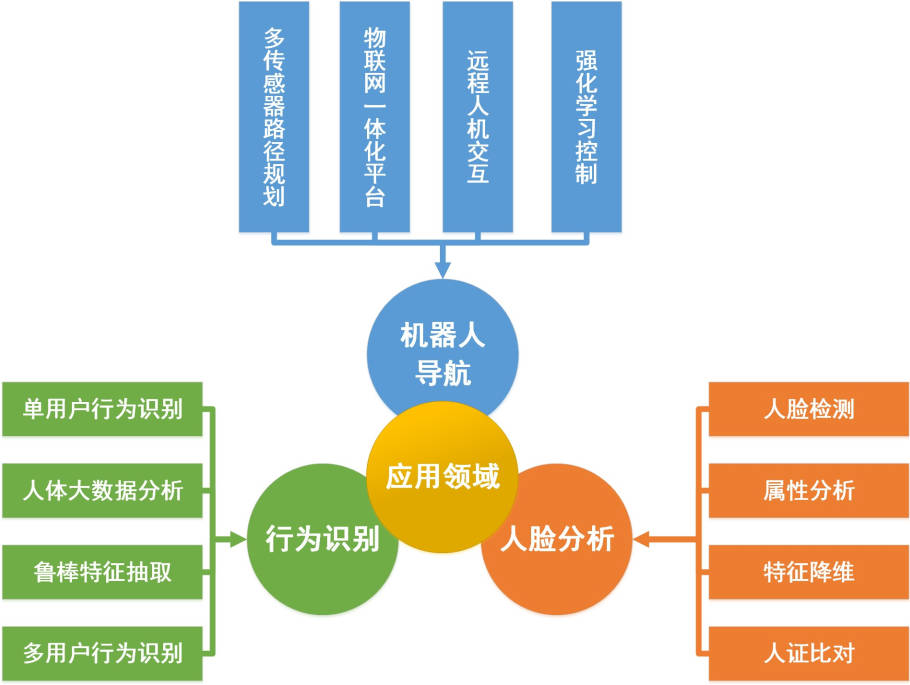 多传感器路径规划
物联网一体化平台
远程人机交互
强化学习控制
机器人
导航
应用领域
行为识别
人脸分析
单用户行为识别
人体大数据分析
鲁棒特征抽取
多用户行为识别
人脸检测
属性分析
特征降维
人证比对